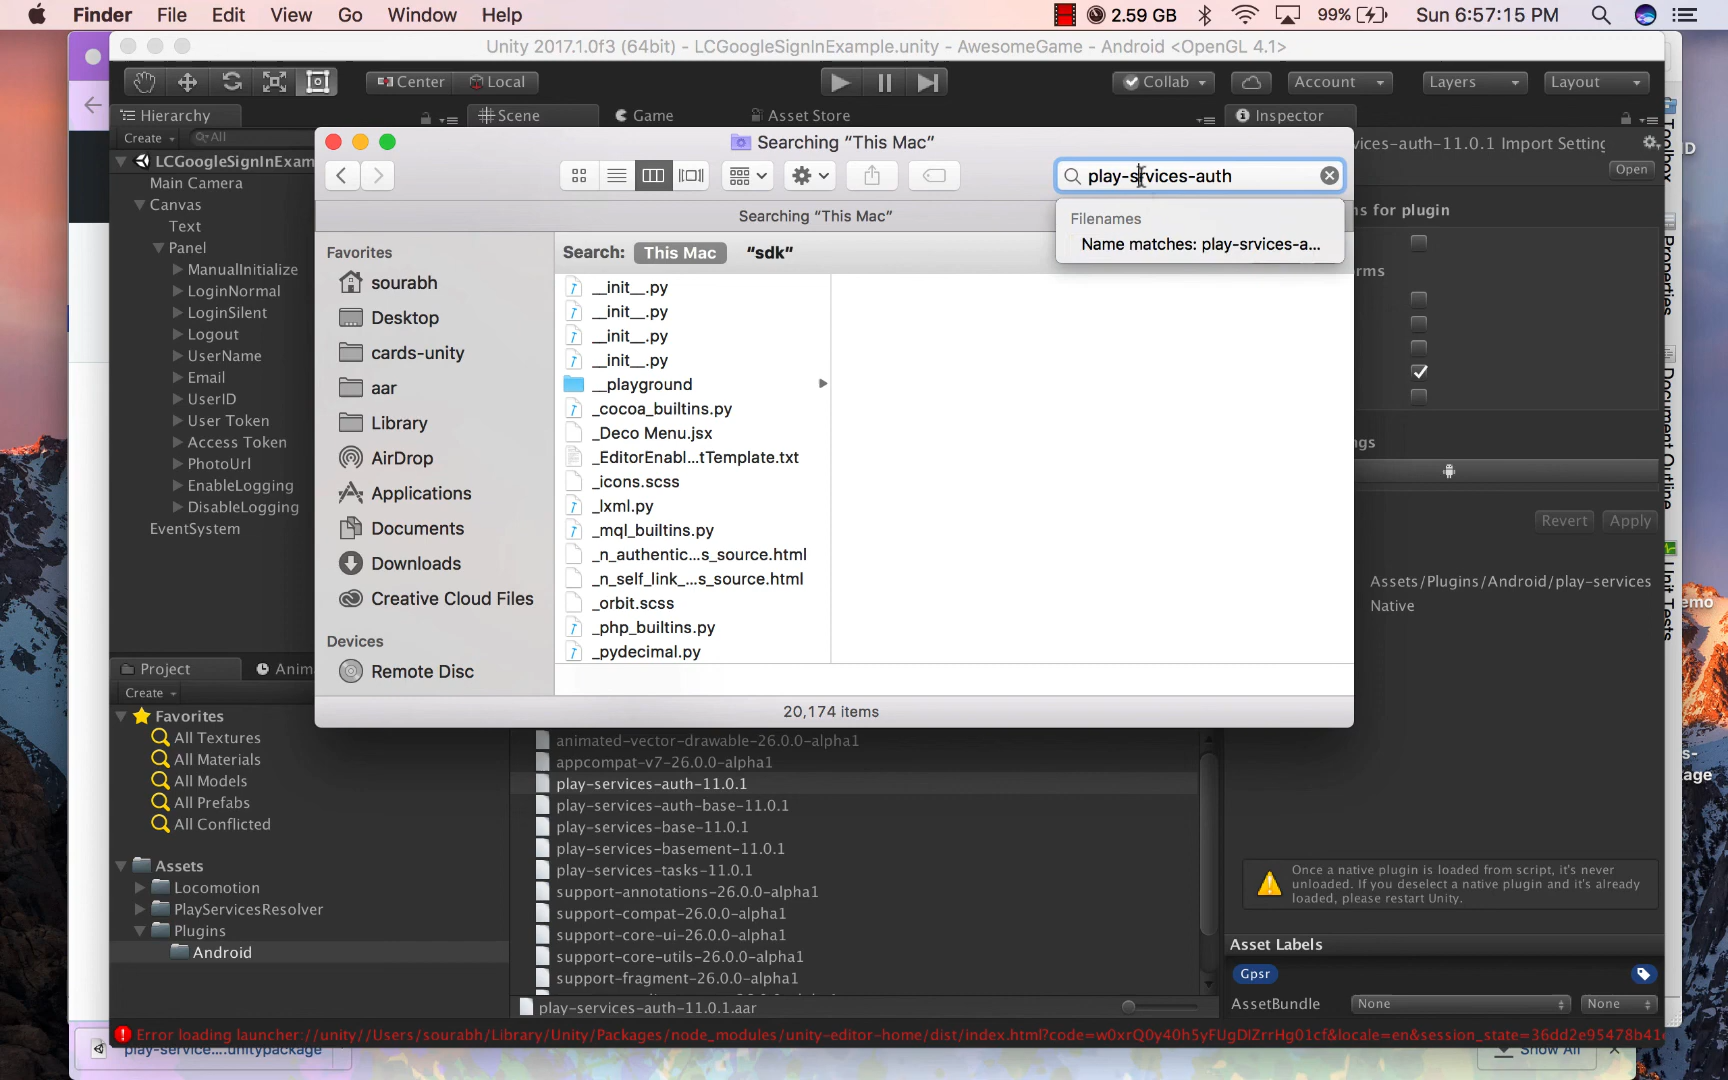 Finder File Edit View Go Window Help 2.59 GB 99% Sun 6:57:15 PM
Unity 2017.1.0f3 (64bit) - LCGoogleSignInExample.unity - AwesomeGame - Android <OpenGL 4.1>
Center Local Collab Account Layers Layout
Hierarchy Scene Game Asset Store Inspector
Create All
LCGoogleSignInExam
Main Camera
Canvas
Text
Panel
ManualInitialize
LoginNormal
LoginSilent
Logout
UserName
Email
UserID
User Token
Access Token
PhotoUrl
EnableLogging
DisableLogging
EventSystem
Searching “This Mac”
play-srvices-auth
Searching “This Mac”
Filenames
Name matches: play-srvices-a...
Search: This Mac “sdk”
Favorites
sourabh
Desktop
cards-unity
aar
Library
AirDrop
Applications
Documents
Downloads
Creative Cloud Files
Devices
Remote Disc
__init__.py
__init__.py
__init__.py
__init__.py
__playground
_cocoa_builtins.py
_Deco Menu.jsx
_EditorEnabl...tTemplate.txt
_icons.scss
_lxml.py
_mql_builtins.py
_n_authentic...s_source.html
_n_self_link_...s_source.html
_orbit.scss
_php_builtins.py
_pydecimal.py
20,174 items
vices-auth-11.0.1 Import Setting
Open
s for plugin
rms
gs
Revert Apply
Assets/Plugins/Android/play-services
Native
Toolbox
Properties
Document Outline
Unit Tests
Project Anim
Create
Favorites
All Textures
All Materials
All Models
All Prefabs
All Conflicted
Assets
Locomotion
PlayServicesResolver
Plugins
Android
animated-vector-drawable-26.0.0-alpha1
appcompat-v7-26.0.0-alpha1
play-services-auth-11.0.1
play-services-auth-base-11.0.1
play-services-base-11.0.1
play-services-basement-11.0.1
play-services-tasks-11.0.1
support-annotations-26.0.0-alpha1
support-compat-26.0.0-alpha1
support-core-ui-26.0.0-alpha1
support-core-utils-26.0.0-alpha1
support-fragment-26.0.0-alpha1
play-services-auth-11.0.1.aar
Once a native plugin is loaded from script, it's never
unloaded. If you deselect a native plugin and it's already
loaded, please restart Unity.
Asset Labels
Gpsr
AssetBundle None None
Error loading launcher://unity//Users/sourabh/Library/Unity/Packages/node_modules/unity-editor-home/dist/index.html?code=w0xrQ0y40h5yFUgDlZrrHg01cf&locale=en&session_state=36dd2e95478b41
play-service....unitypackage
Show All